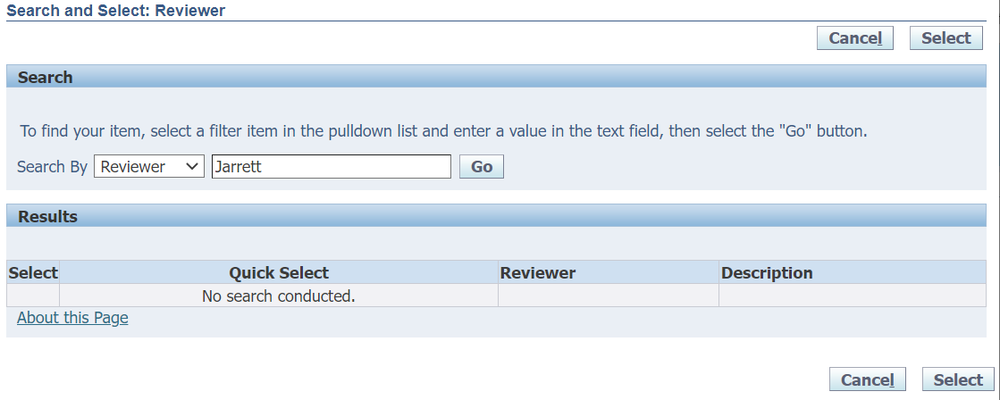 Search and Select: Reviewer
Cancel Select
Search
To find your item, select a filter item in the pulldown list and enter a value in the text field, then select the "Go" button.
Search By Reviewer Jarrett Go
Results
Select Quick Select Reviewer Description
No search conducted.
About this Page
Cancel Select